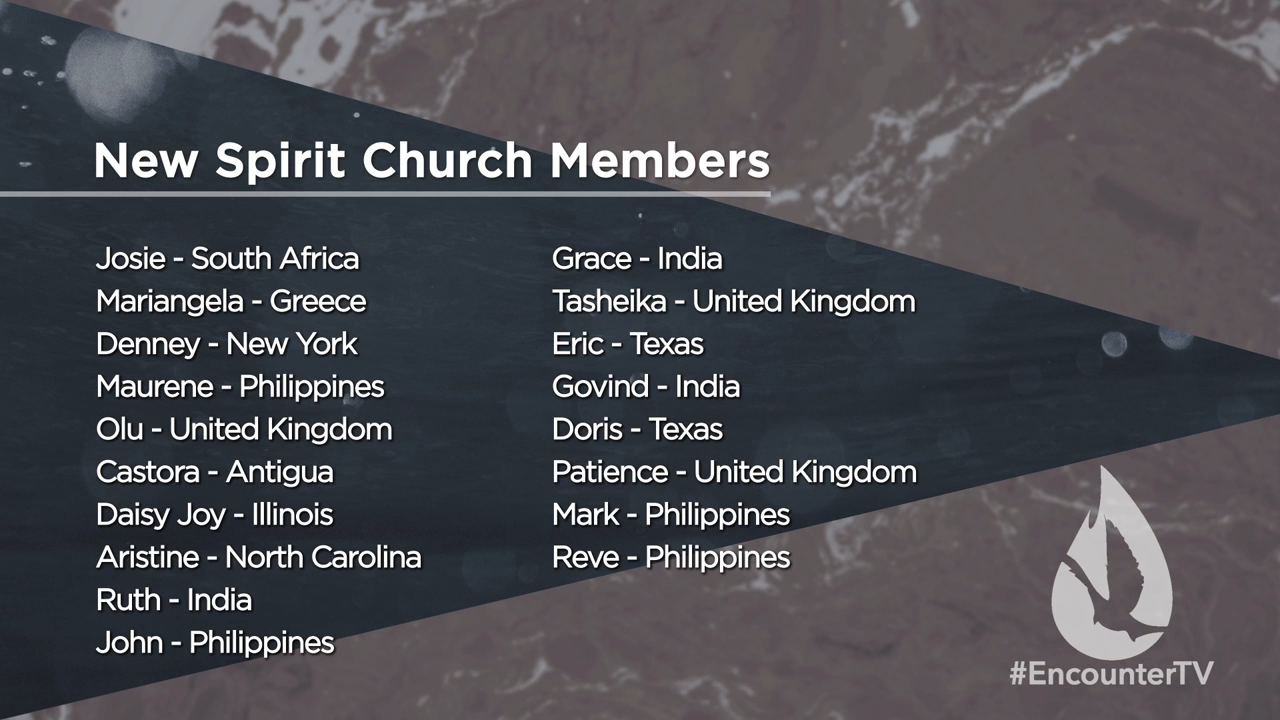 New Spirit Church Members
Josie - South Africa
Mariangela - Greece
Denney - New York
Maurene - Philippines
Olu - United Kingdom
Castora - Antigua
Daisy Joy - Illinois
Aristine - North Carolina
Ruth - India
John - Philippines
Grace - India
Tasheika - United Kingdom
Eric - Texas
Govind - India
Doris - Texas
Patience - United Kingdom
Mark - Philippines
Reve - Philippines
#EncounterTV